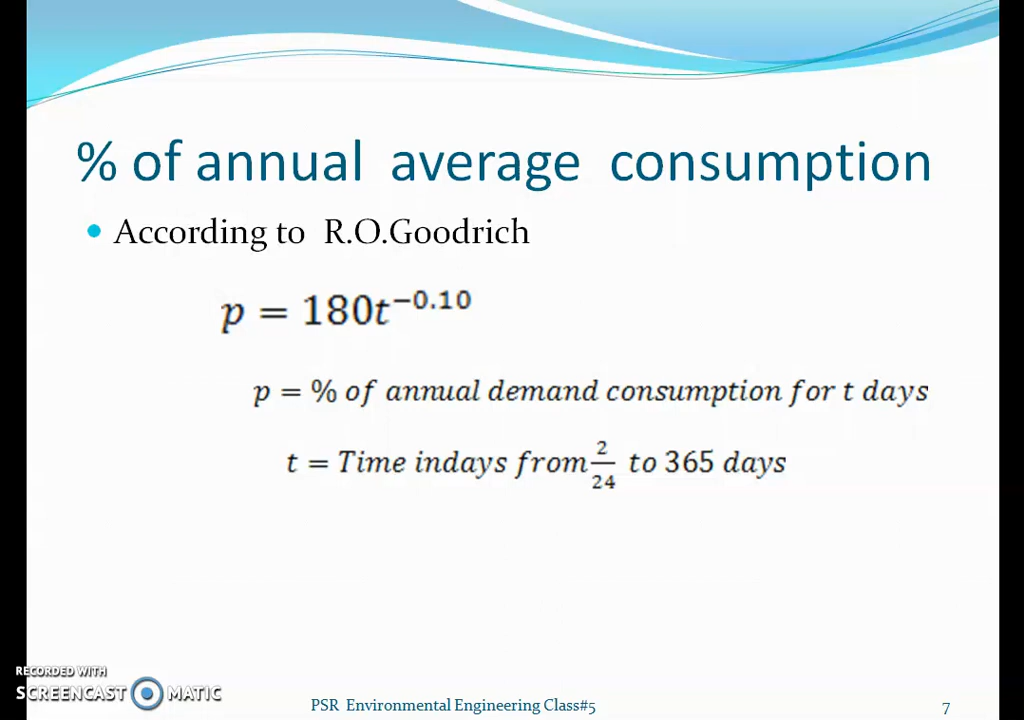 % of annual average consumption
According to R.O.Goodrich
p = 180t^−0.10
p = % of annual demand consumption for t days
t = Time indays from 2/24 to 365 days
RECORDED WITH
SCREENCAST MATIC
PSR Environmental Engineering Class#5 7